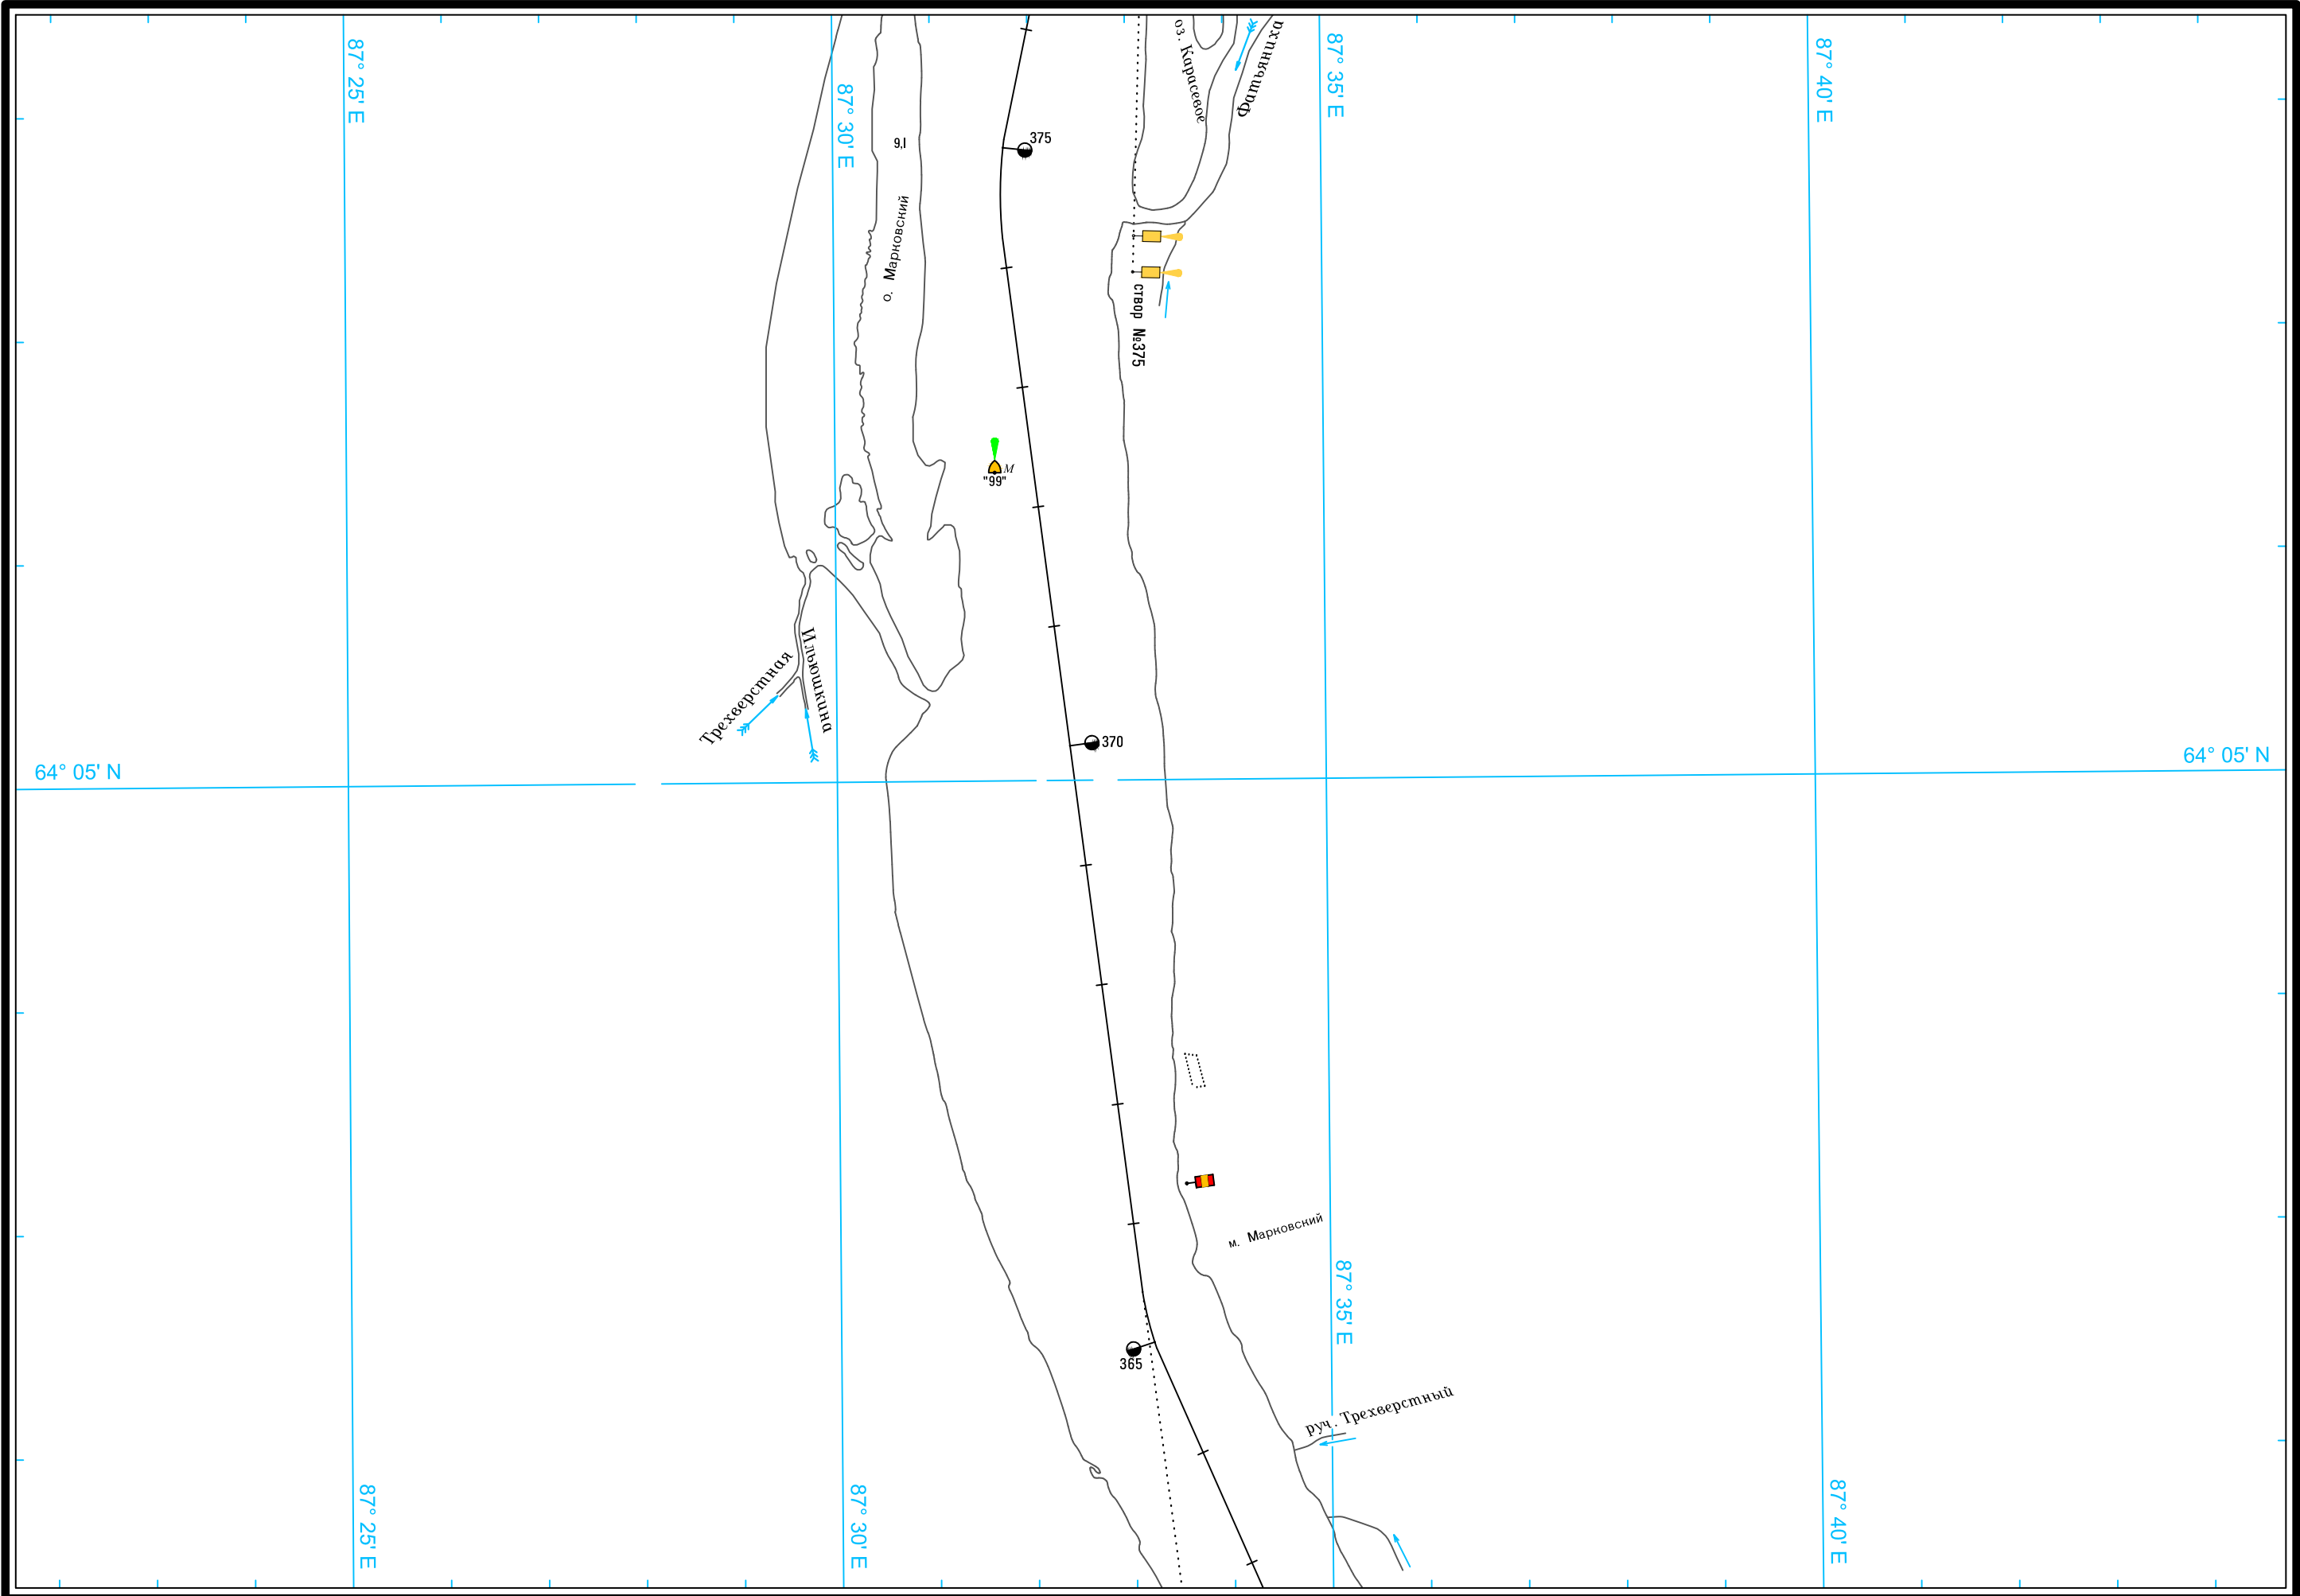 87° 25' E
87° 30' E
87° 35' E
87° 40' E
оз. Карасевое
Фатьяниха
375
9,1
о. Марковский
створ №375
М
"99"
Трехверстная
Ильюшкина
370
64° 05' N
64° 05' N
м. Марковский
87° 35' E
365
руч. Трехверстный
87° 25' E
87° 30' E
87° 40' E